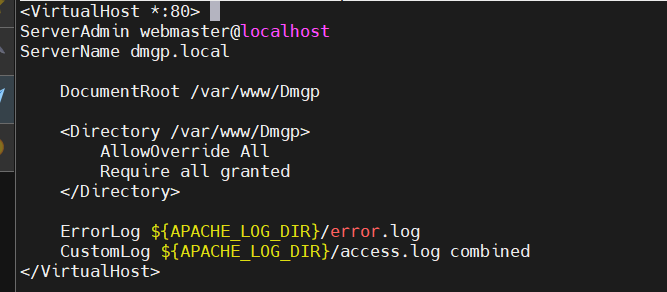 <VirtualHost *:80>
ServerAdmin webmaster@localhost
ServerName dmgp.local
DocumentRoot /var/www/Dmgp
<Directory /var/www/Dmgp>
AllowOverride All
Require all granted
</Directory>
ErrorLog ${APACHE_LOG_DIR}/error.log
CustomLog ${APACHE_LOG_DIR}/access.log combined
</VirtualHost>